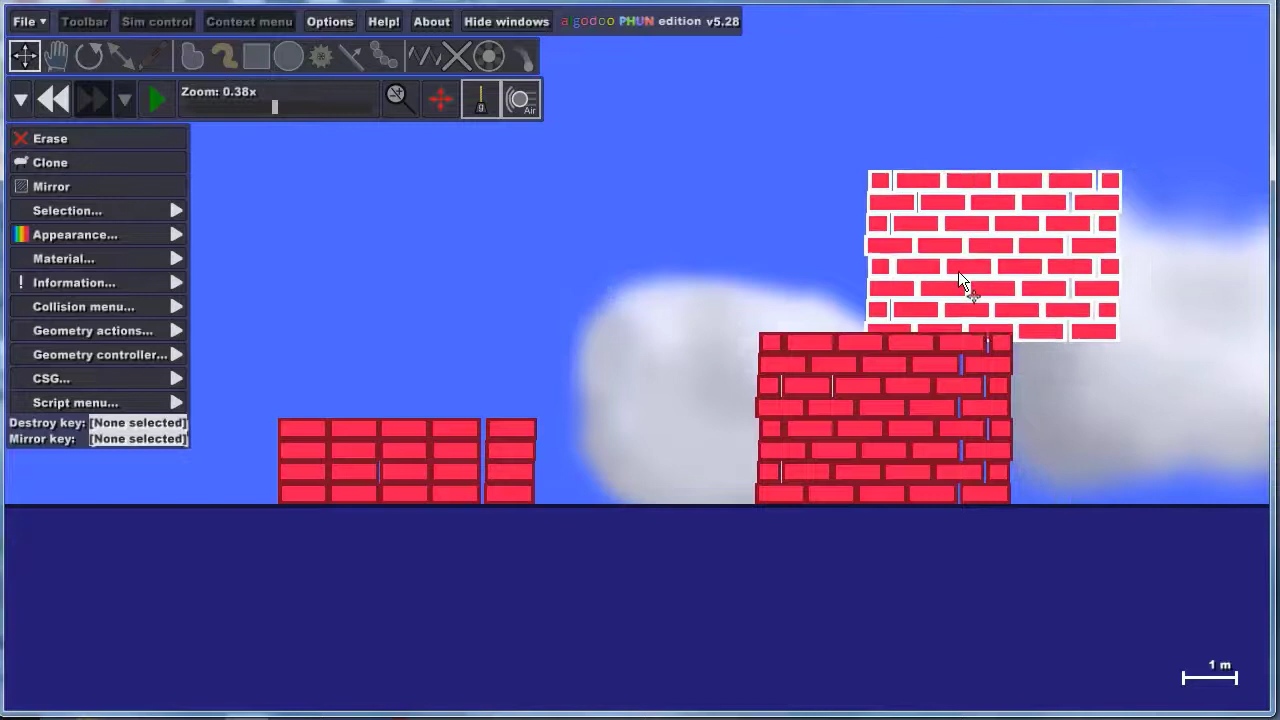 File Toolbar Sim control Context menu Options Help! About Hide windows algodoo PHUN edition v5.28
Zoom: 0.38x
g
Air
Erase
Clone
Mirror
Selection...
Appearance...
Material...
Information...
Collision menu...
Geometry actions...
Geometry controller...
CSG...
Script menu...
Destroy key: [None selected]
Mirror key: [None selected]
1 m